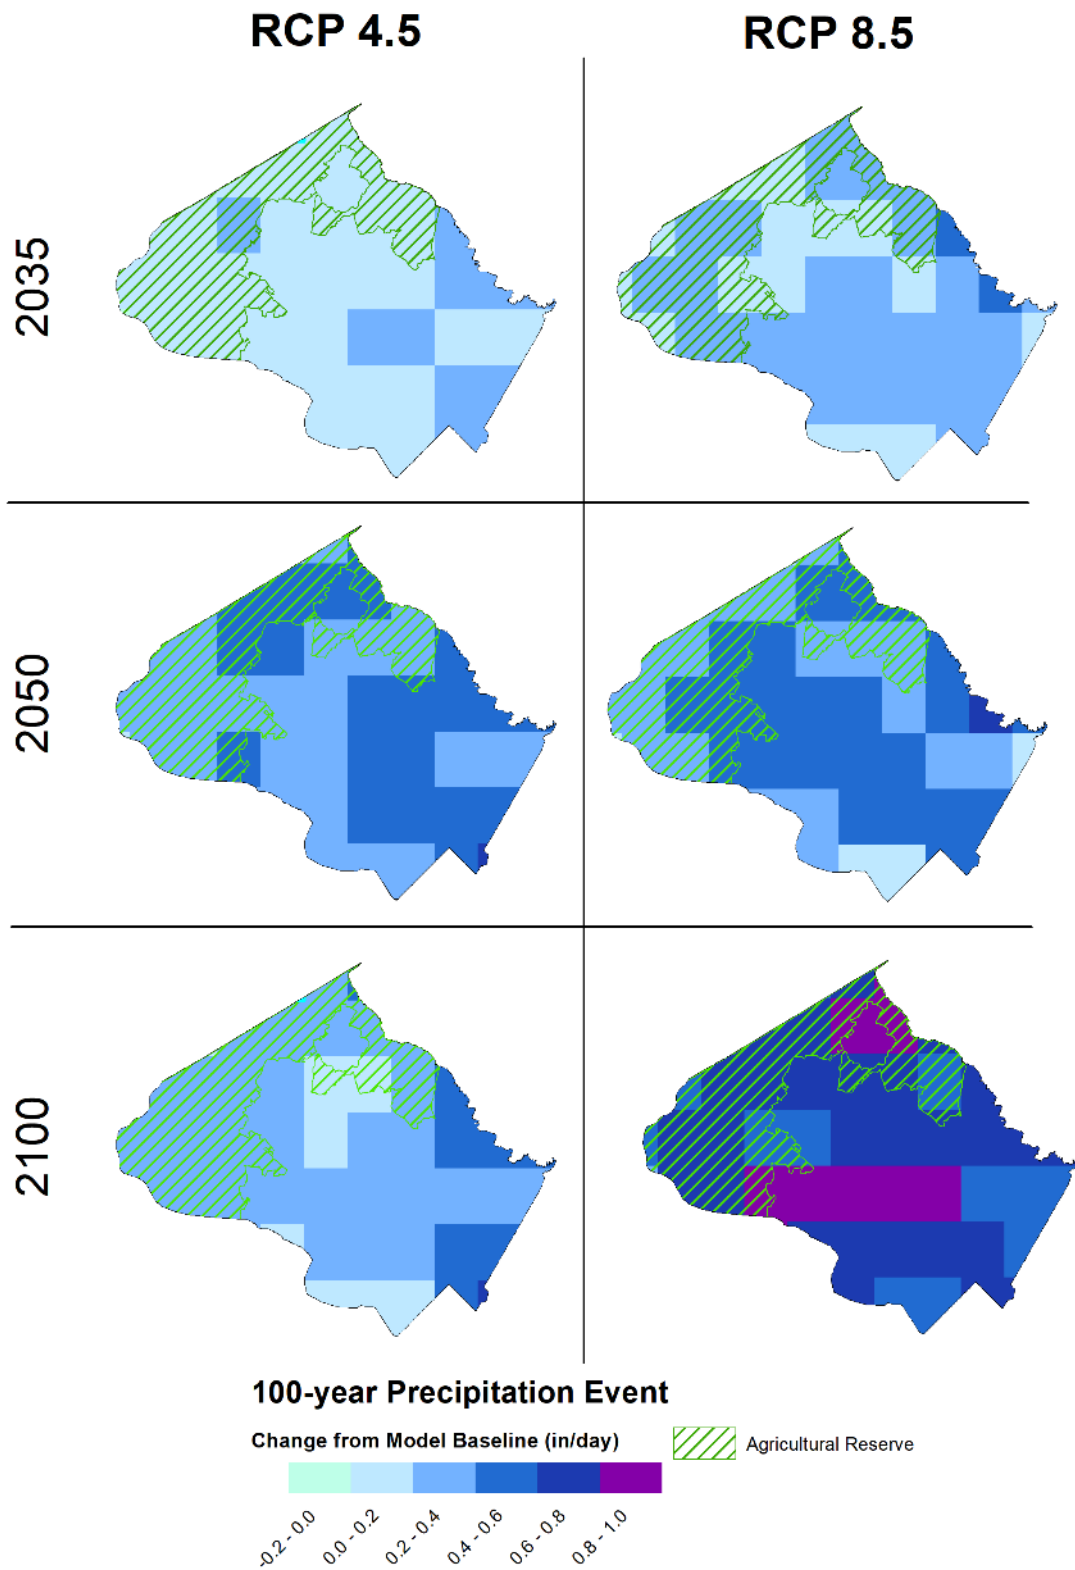 RCP 4.5
RCP 8.5
2035
2050
2100
100-year Precipitation Event
Change from Model Baseline (in/day)
Agricultural Reserve
-0.2 - 0.0
0.0 - 0.2
0.2 - 0.4
0.4 - 0.6
0.6 - 0.8
0.8 - 1.0